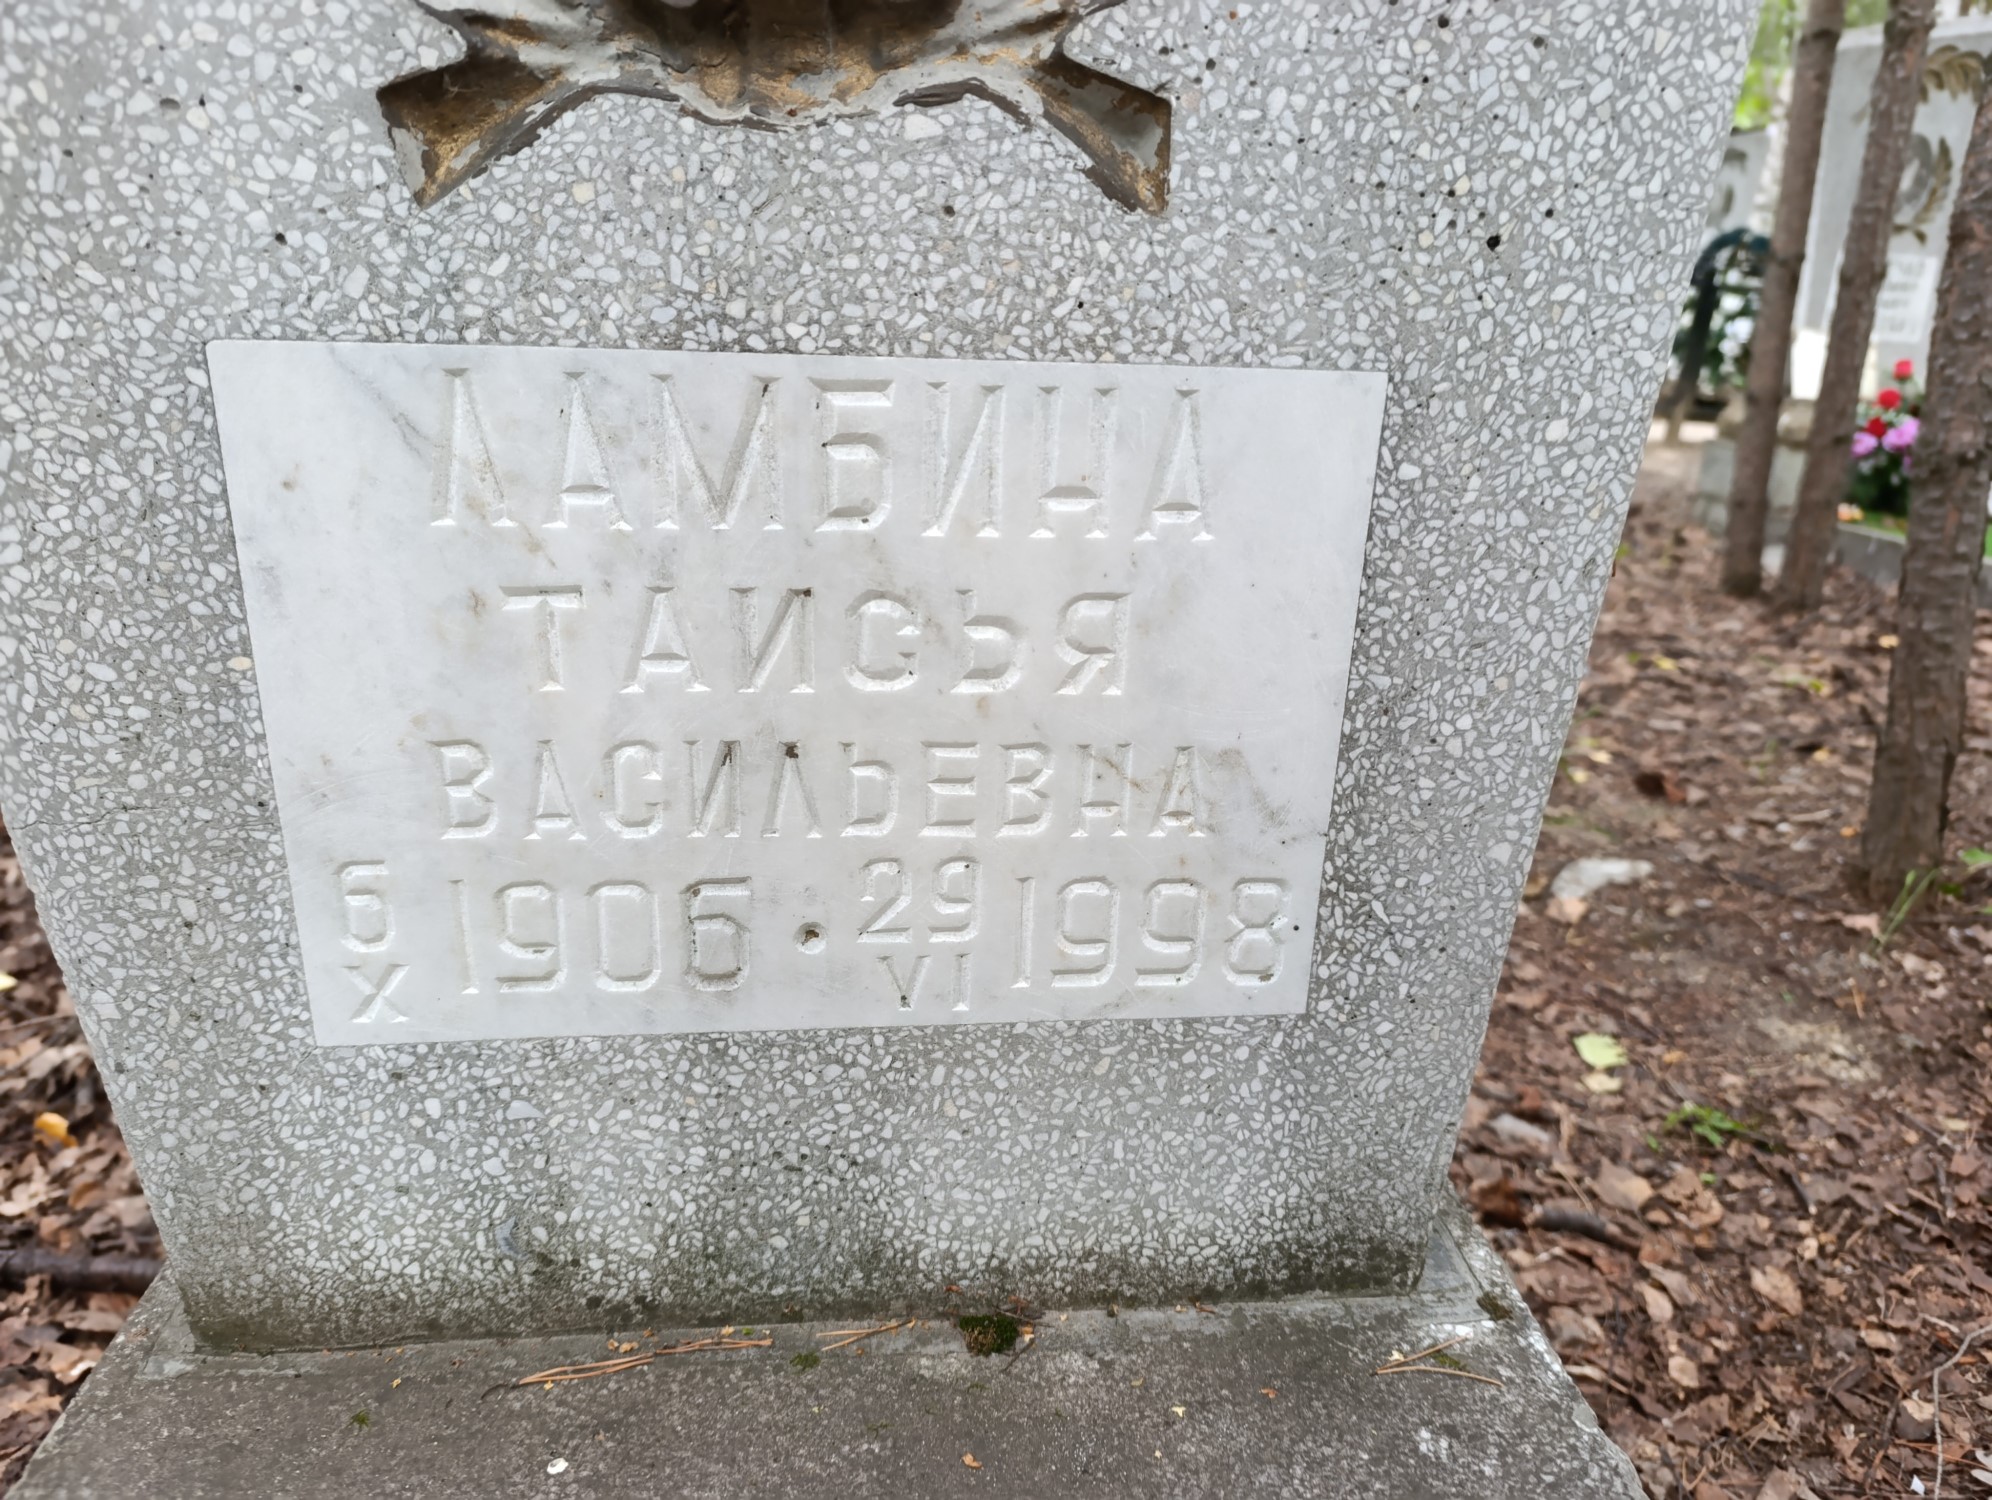 ЛАМБИНА
ТАИСЬЯ
ВАСИЛЬЕВНА
6 X 1906 • 29 VI 1998